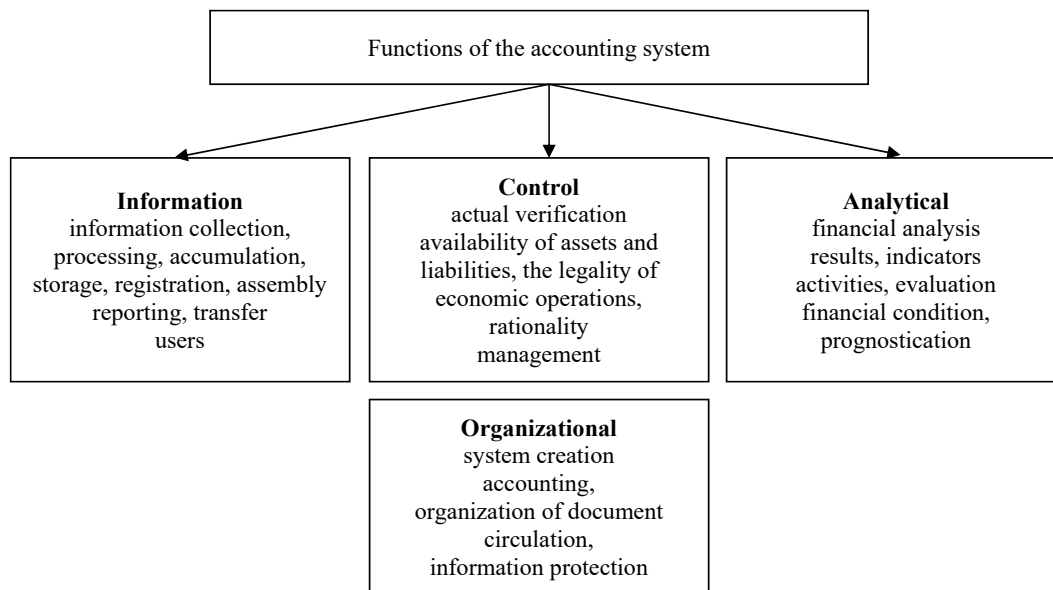 Functions of the accounting system
Information
information collection,
processing, accumulation,
storage, registration, assembly
reporting, transfer
users
Control
actual verification
availability of assets and
liabilities, the legality of
economic operations,
rationality
management
Analytical
financial analysis
results, indicators
activities, evaluation
financial condition,
prognostication
Organizational
system creation
accounting,
organization of document
circulation,
information protection